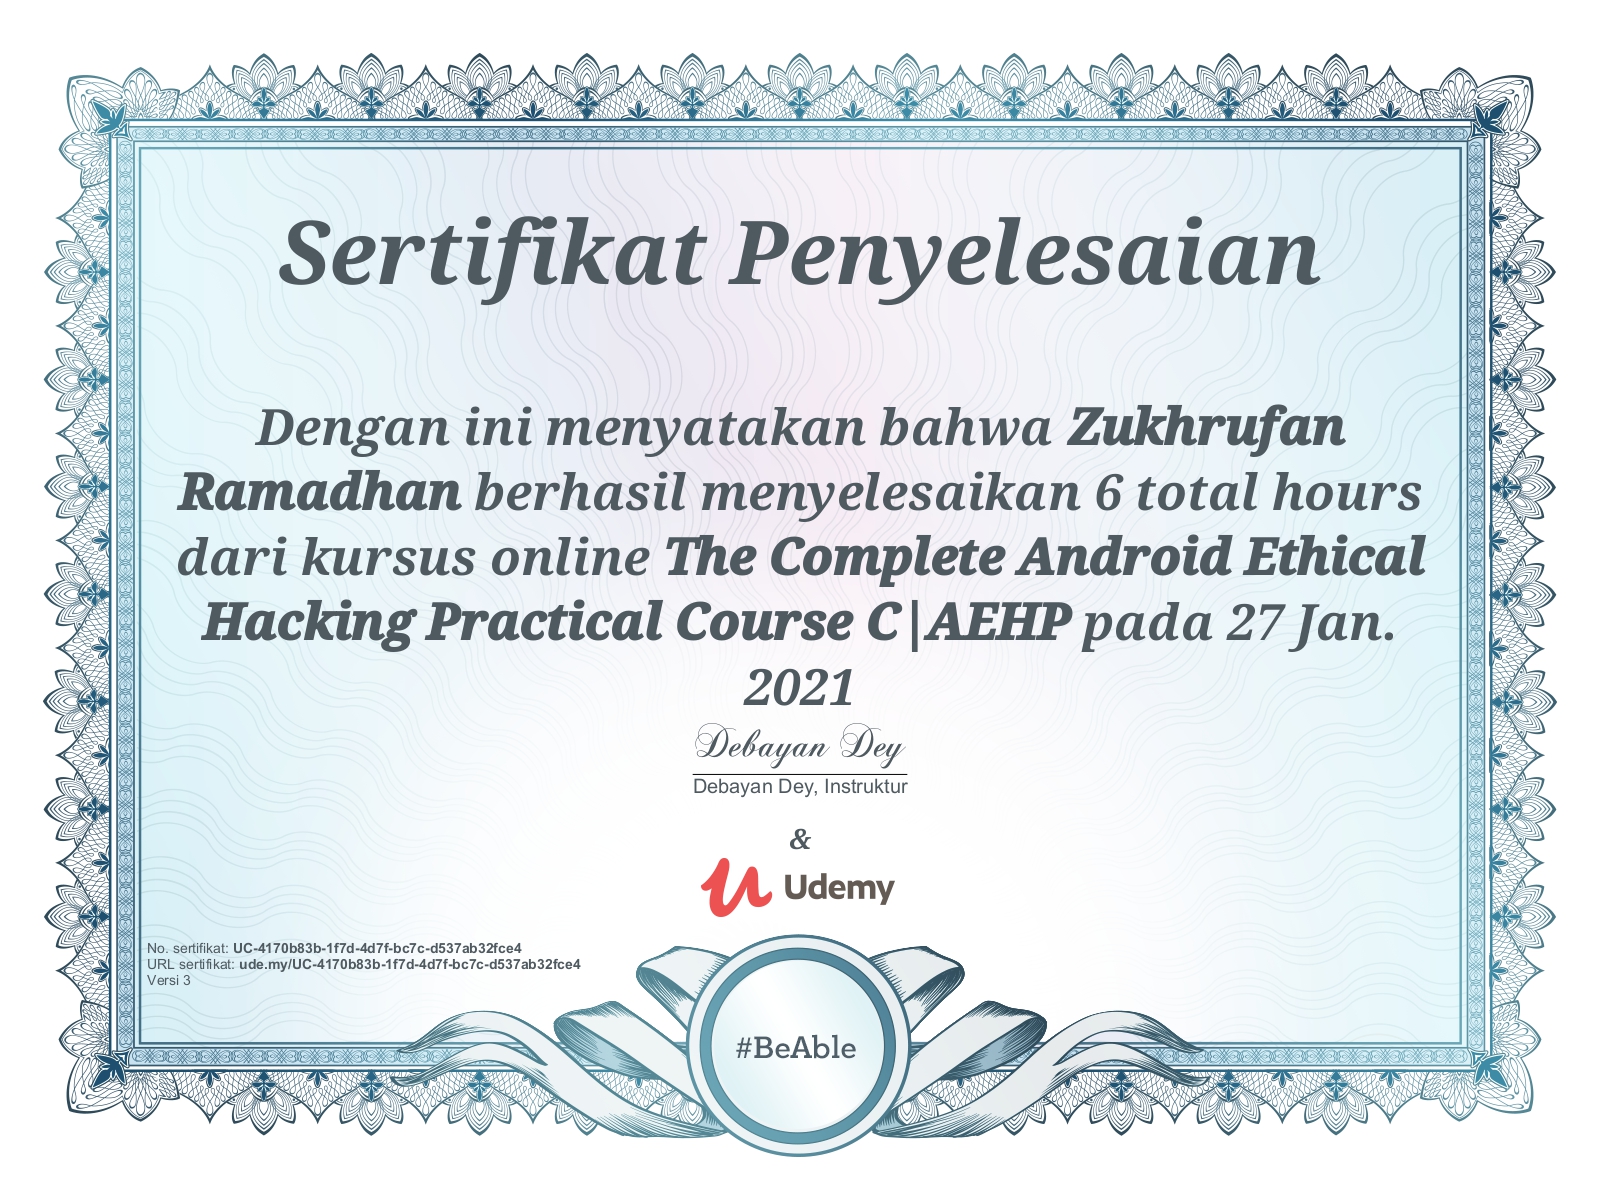 Sertifikat Penyelesaian
Dengan ini menyatakan bahwa Zukhrufan
Ramadhan berhasil menyelesaikan 6 total hours
dari kursus online The Complete Android Ethical
Hacking Practical Course C|AEHP pada 27 Jan.
2021
Debayan Dey
Debayan Dey, Instruktur
&
Udemy
No. sertifikat: UC-4170b83b-1f7d-4d7f-bc7c-d537ab32fce4
URL sertifikat: ude.my/UC-4170b83b-1f7d-4d7f-bc7c-d537ab32fce4
Versi 3
#BeAble